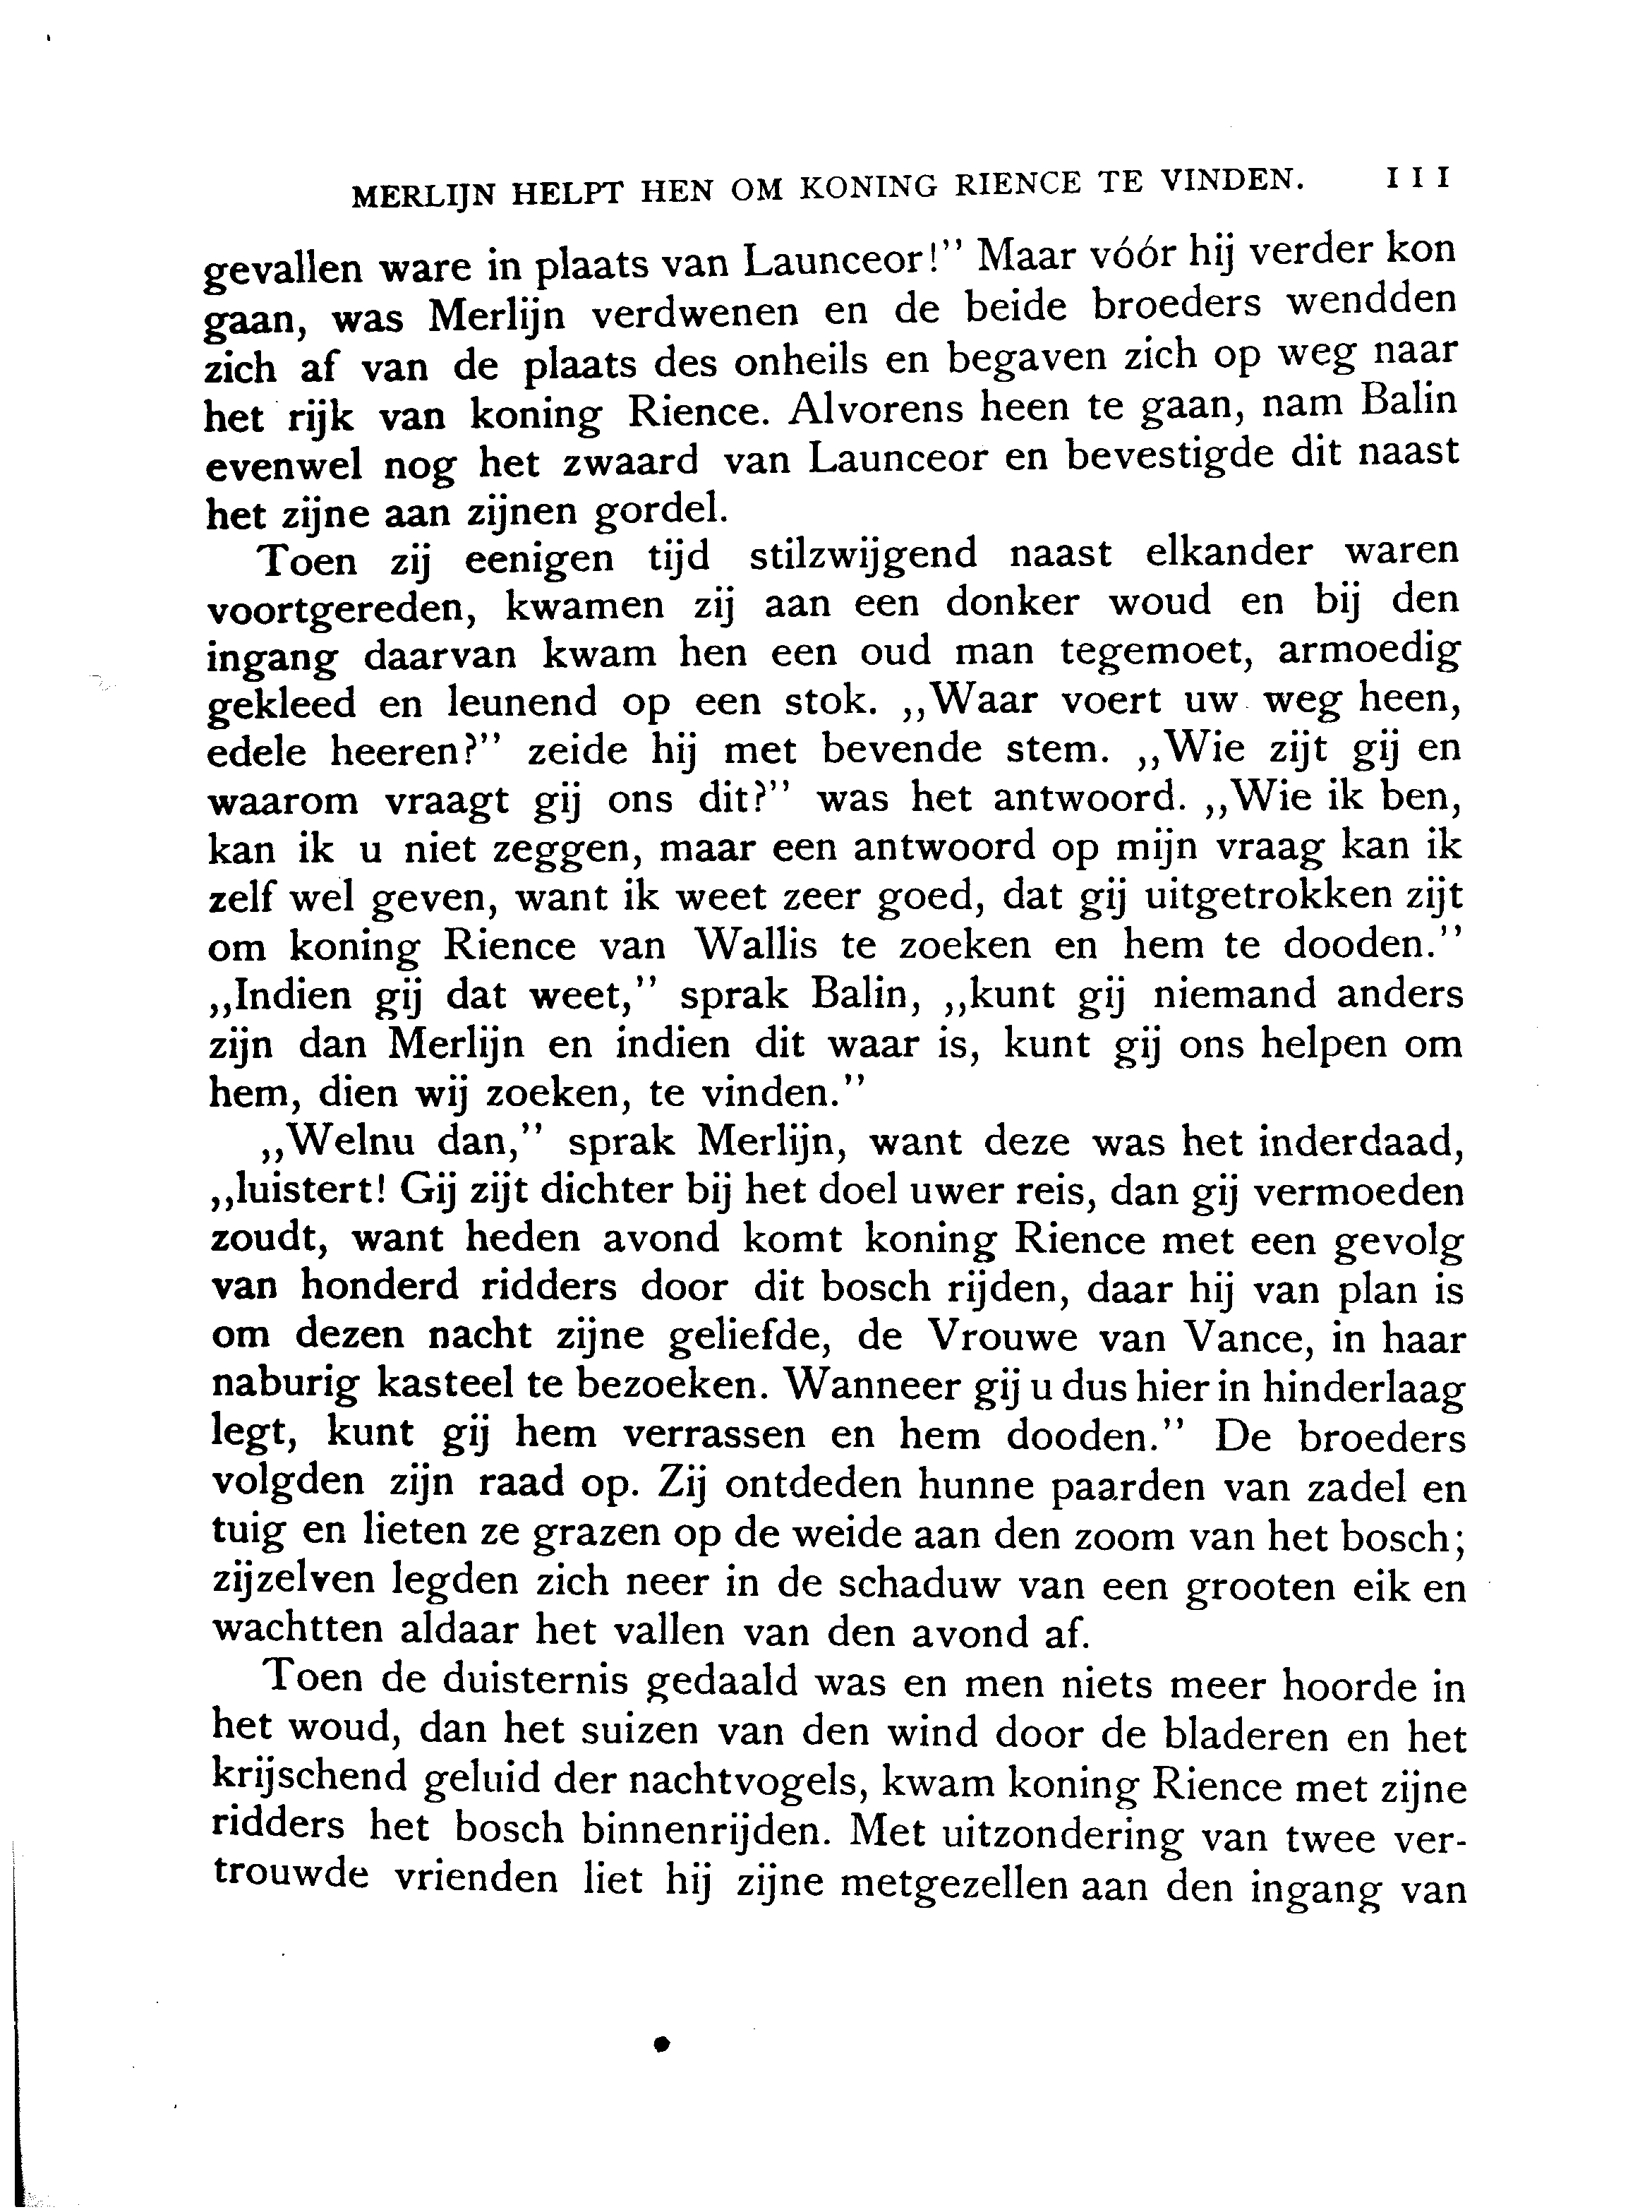 MERLIJN HELPT HEN OM KONING RIENCE TE VINDEN. 111
gevallen ware in plaats van Launceor!” Maar vóór hij verder kon
gaan, was Merlijn verdwenen en de beide broeders wendden
zich af van de plaats des onheils en begaven zich op weg naar
het rijk van koning Rience. Alvorens heen te gaan, nam Balin
evenwel nog het zwaard van Launceor en bevestigde dit naast
het zijne aan zijnen gordel.
Toen zij eenigen tijd stilzwijgend naast elkander waren
voortgereden, kwamen zij aan een donker woud en bij den
ingang daarvan kwam hen een oud man tegemoet, armoedig
gekleed en leunend op een stok. „Waar voert uw weg heen,
edele heeren?” zeide hij met bevende stem. „Wie zijt gij en
waarom vraagt gij ons dit?” was het antwoord. „Wie ik ben,
kan ik u niet zeggen, maar een antwoord op mijn vraag kan ik
zelf wel geven, want ik weet zeer goed, dat gij uitgetrokken zijt
om koning Rience van Wallis te zoeken en hem te dooden.”
„Indien gij dat weet,” sprak Balin, „kunt gij niemand anders
zijn dan Merlijn en indien dit waar is, kunt gij ons helpen om
hem, dien wij zoeken, te vinden.”
„Welnu dan,” sprak Merlijn, want deze was het inderdaad,
„luistert! Gij zijt dichter bij het doel uwer reis, dan gij vermoeden
zoudt, want heden avond komt koning Rience met een gevolg
van honderd ridders door dit bosch rijden, daar hij van plan is
om dezen nacht zijne geliefde, de Vrouwe van Vance, in haar
naburig kasteel te bezoeken. Wanneer gij u dus hier in hinderlaag
legt, kunt gij hem verrassen en hem dooden.” De broeders
volgden zijn raad op. Zij ontdeden hunne paarden van zadel en
tuig en lieten ze grazen op de weide aan den zoom van het bosch;
zijzelven legden zich neer in de schaduw van een grooten eik en
wachtten aldaar het vallen van den avond af.
Toen de duisternis gedaald was en men niets meer hoorde in
het woud, dan het suizen van den wind door de bladeren en het
krijschend geluid der nachtvogels, kwam koning Rience met zijne
ridders het bosch binnenrijden. Met uitzondering van twee ver-
trouwde vrienden liet hij zijne metgezellen aan den ingang van